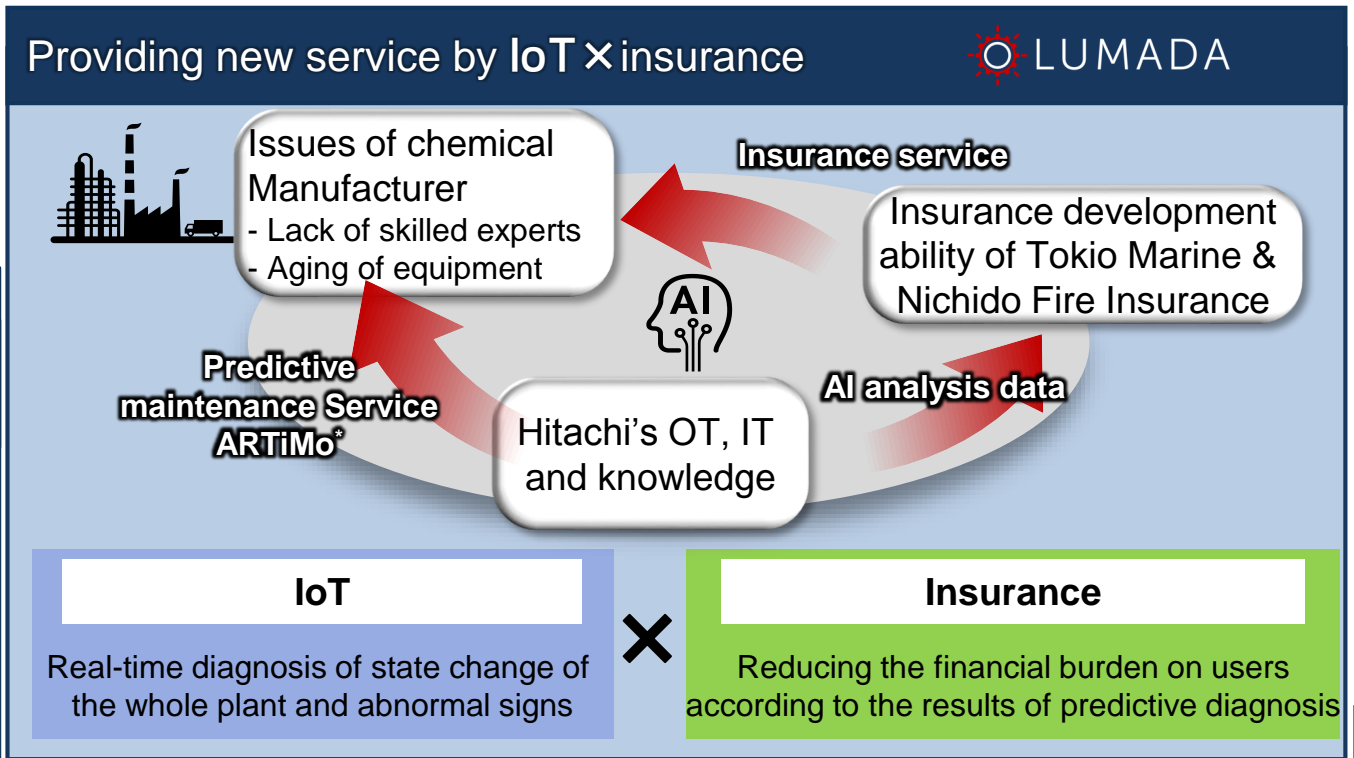 Providing new service by IoT×insurance
LUMADA
Issues of chemical
Manufacturer
- Lack of skilled experts
- Aging of equipment
Insurance service
Insurance development
ability of Tokio Marine &
Nichido Fire Insurance
AI
Predictive
maintenance Service
ARTiMo*
AI analysis data
Hitachi’s OT, IT
and knowledge
IoT
Real-time diagnosis of state change of
the whole plant and abnormal signs
×
Insurance
Reducing the financial burden on users
according to the results of predictive diagnosis